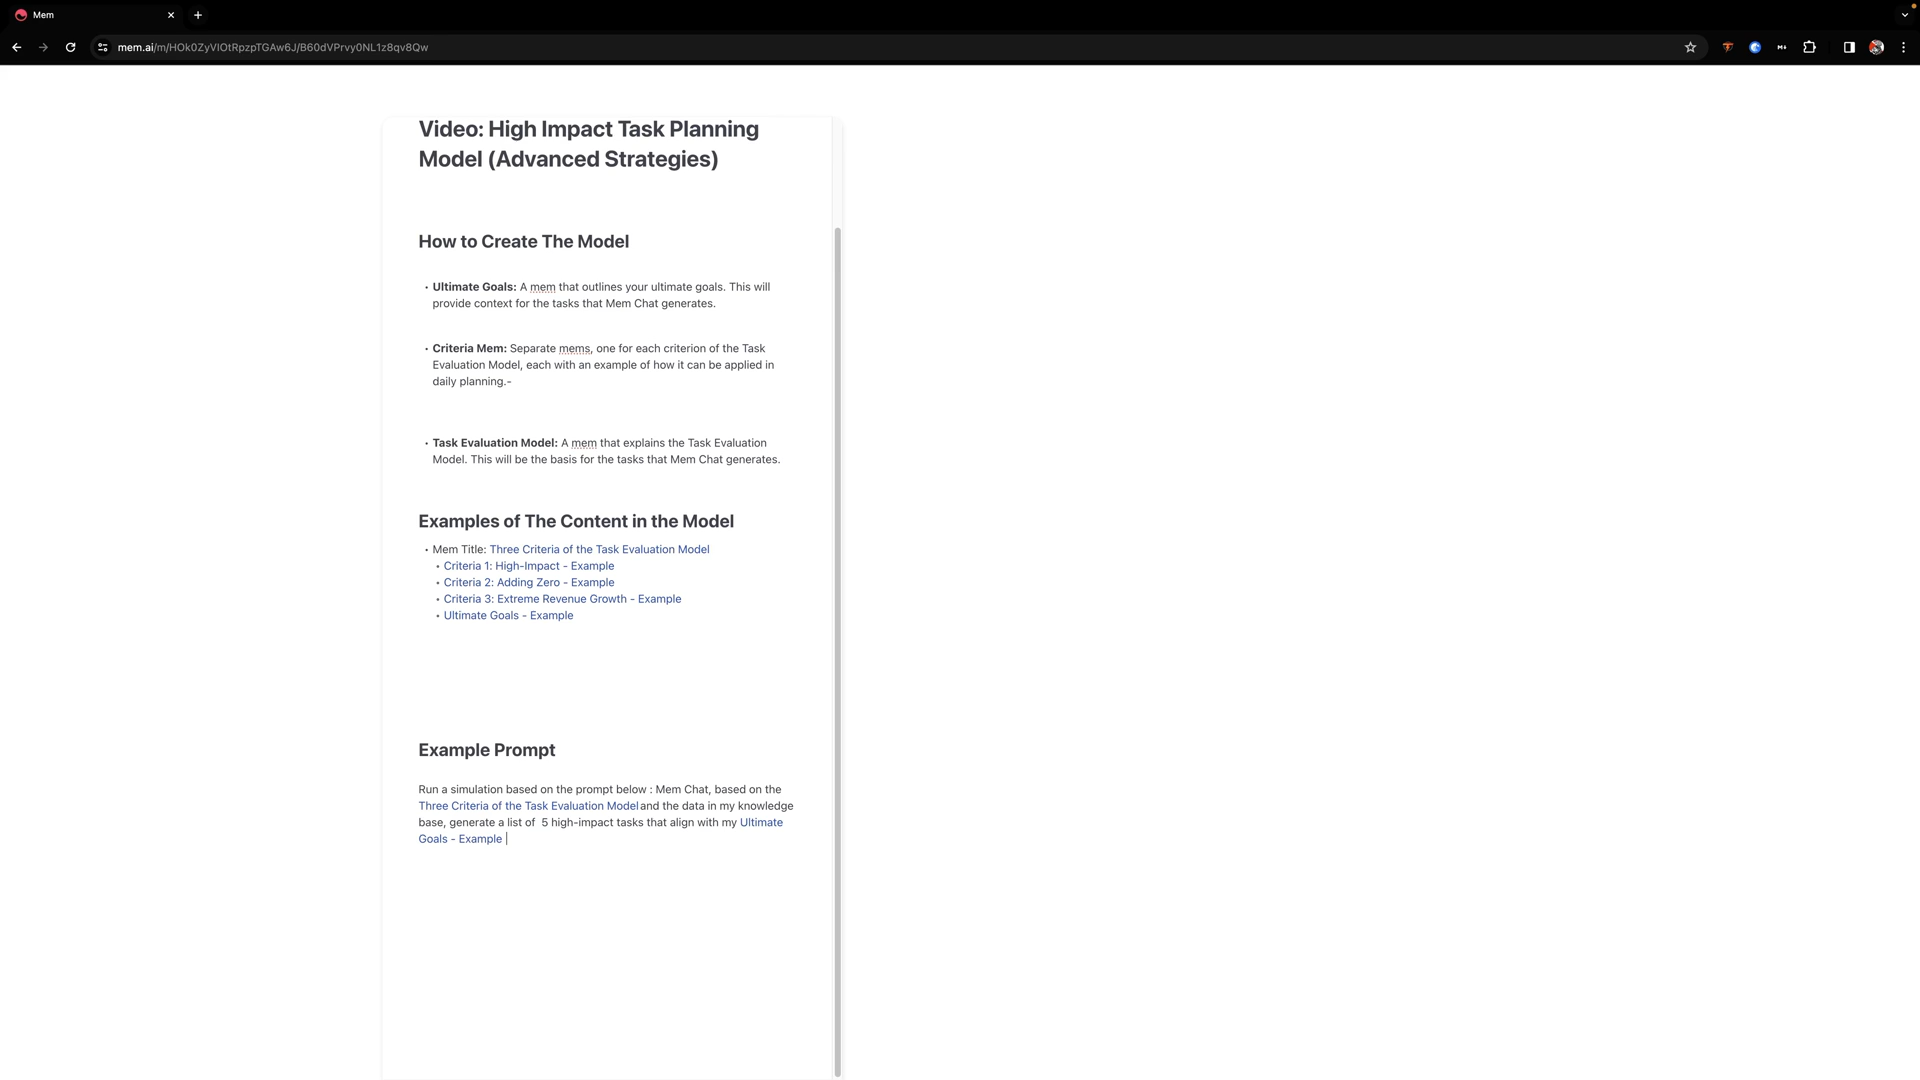 Mem
mem.ai/m/HOk0ZyVIOtRpzpTGAw6J/B60dVPrvy0NL1z8qv8Qw
Video: High Impact Task Planning
Model (Advanced Strategies)
How to Create The Model
• Ultimate Goals: A mem that outlines your ultimate goals. This will
provide context for the tasks that Mem Chat generates.
• Criteria Mem: Separate mems, one for each criterion of the Task
Evaluation Model, each with an example of how it can be applied in
daily planning.-
• Task Evaluation Model: A mem that explains the Task Evaluation
Model. This will be the basis for the tasks that Mem Chat generates.
Examples of The Content in the Model
• Mem Title: Three Criteria of the Task Evaluation Model
• Criteria 1: High-Impact - Example
• Criteria 2: Adding Zero - Example
• Criteria 3: Extreme Revenue Growth - Example
• Ultimate Goals - Example
Example Prompt
Run a simulation based on the prompt below : Mem Chat, based on the
Three Criteria of the Task Evaluation Model and the data in my knowledge
base, generate a list of  5 high-impact tasks that align with my Ultimate
Goals - Example